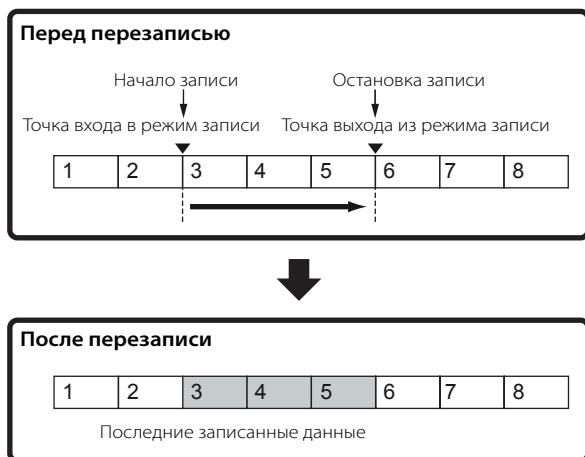 Перед перезаписью
Начало записи Остановка записи
Точка входа в режим записи Точка выхода из режима записи
1 2 3 4 5 6 7 8
После перезаписи
1 2 3 4 5 6 7 8
Последние записанные данные